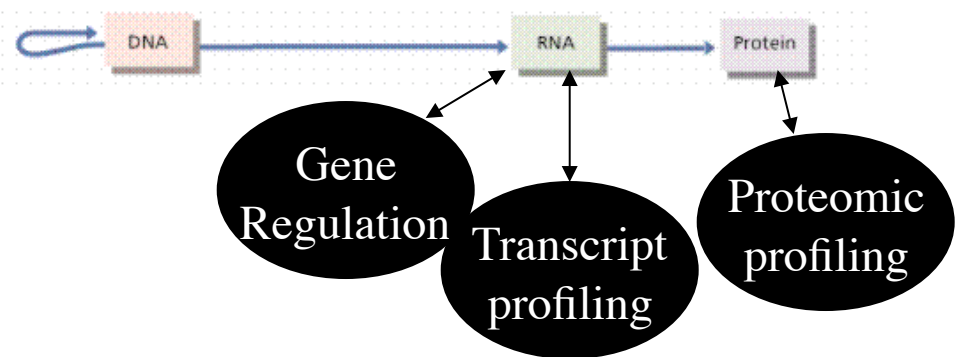 DNA
RNA
Protein
Gene
Regulation
Transcript
profiling
Proteomic
profiling